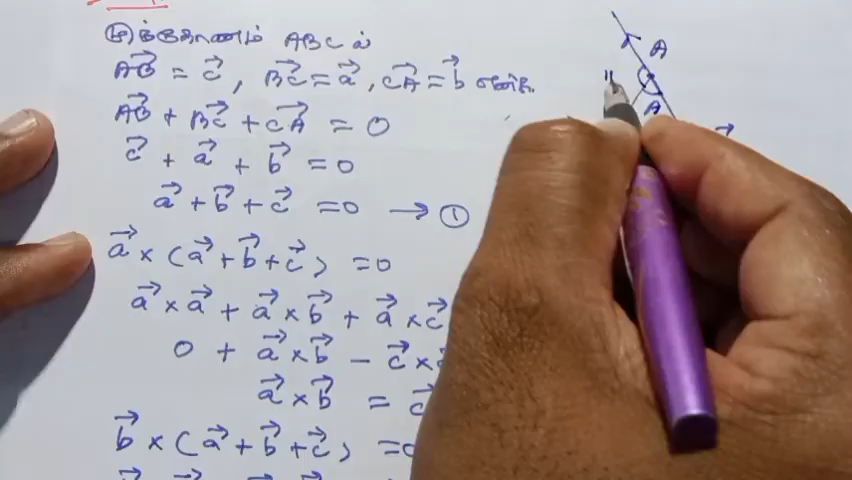 முக்கோணம் ABC ல்
A
AB⃗ = c⃗ , BC⃗ = a⃗ , CA⃗ = b⃗ என்க
A
AB⃗ + BC⃗ + CA⃗ = 0
c⃗ + a⃗ + b⃗ = 0
a⃗ + b⃗ + c⃗ = 0 → ①
a⃗ × (a⃗ + b⃗ + c⃗) = 0
a⃗ × a⃗ + a⃗ × b⃗ + a⃗ × c⃗
0 + a⃗ × b⃗ − c⃗ ×
a⃗ × b⃗ = c⃗
b⃗ × (a⃗ + b⃗ + c⃗) = 0